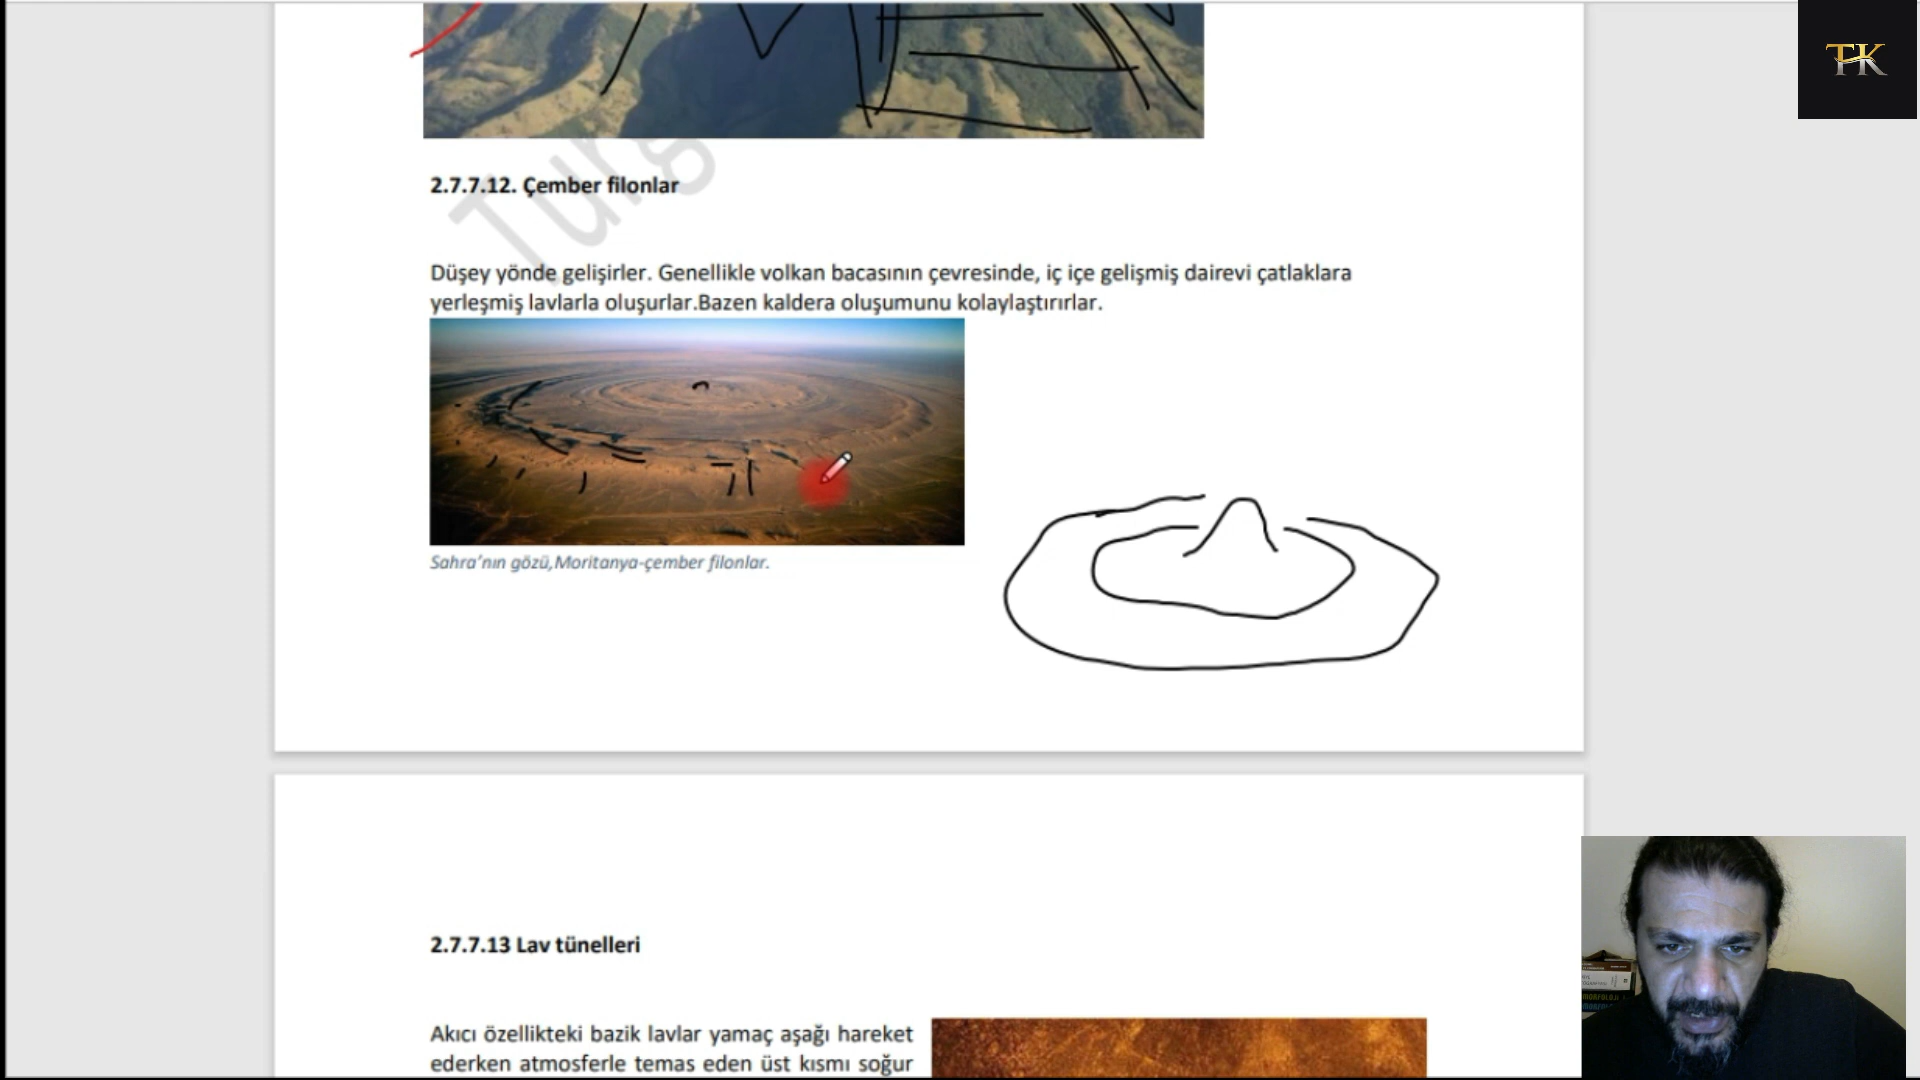 TK
2.7.7.12. Çember filonlar
Turg
Düşey yönde gelişirler. Genellikle volkan bacasının çevresinde, iç içe gelişmiş dairevi çatlaklara
yerleşmiş lavlarla oluşurlar.Bazen kaldera oluşumunu kolaylaştırırlar.
Sahra’nın gözü,Moritanya-çember filonlar.
2.7.7.13 Lav tünelleri
Akıcı özellikteki bazik lavlar yamaç aşağı hareket
ederken atmosferle temas eden üst kısmı soğur